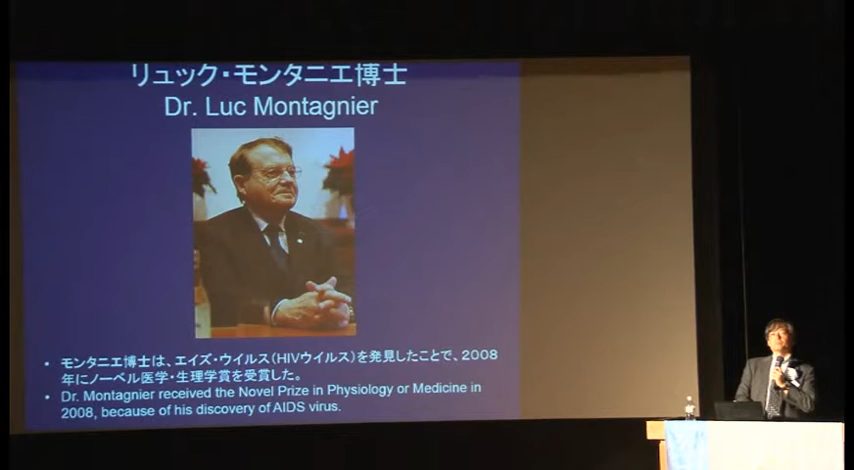 リュック・モンタニエ博士
Dr. Luc Montagnier
• モンタニエ博士は、エイズ・ウイルス（HIVウイルス）を発見したことで、2008
年にノーベル医学・生理学賞を受賞した。
• Dr. Montagnier received the Novel Prize in Physiology or Medicine in
2008, because of his discovery of AIDS virus.